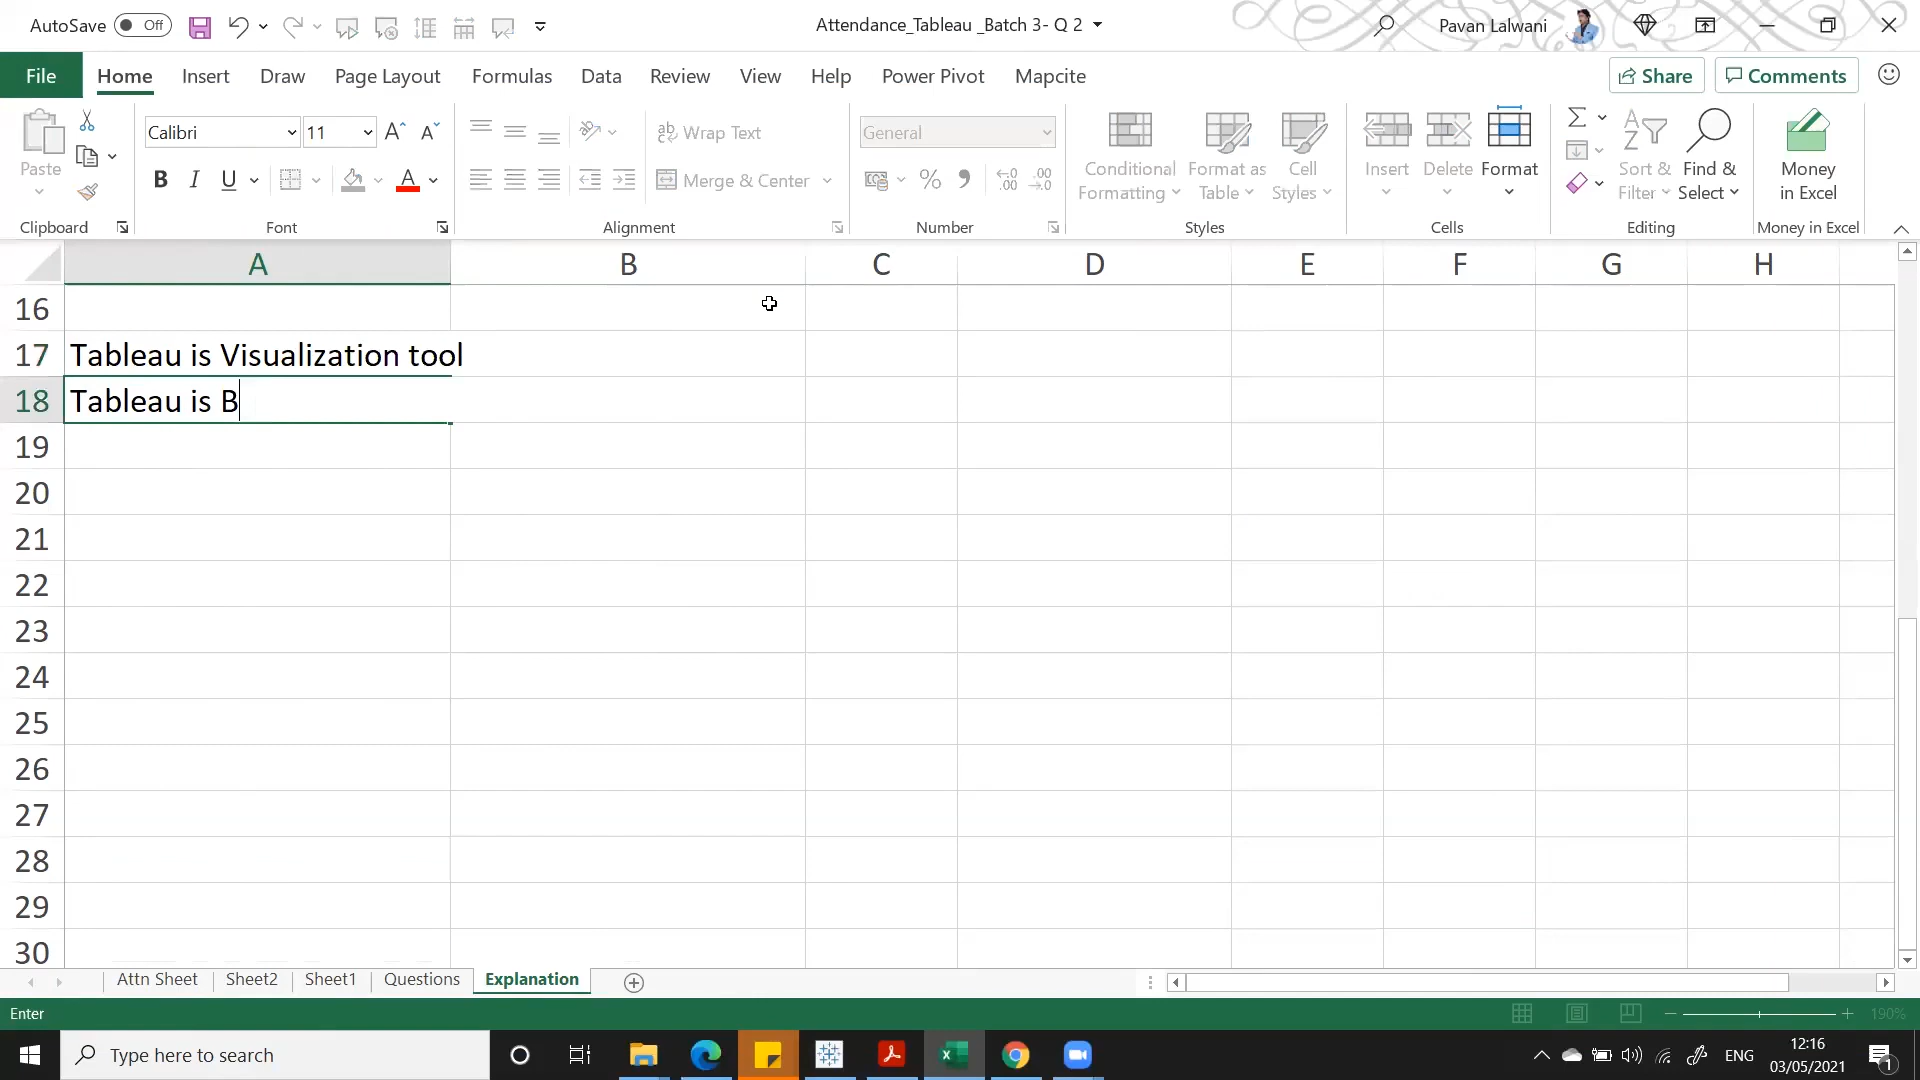 AutoSave Off
Attendance_Tableau _Batch 3- Q 2
Pavan Lalwani
File Home Insert Draw Page Layout Formulas Data Review View Help Power Pivot Mapcite
Share Comments
Paste
Calibri 11
B I U
Wrap Text
Merge & Center
General
Conditional
Formatting
Format as
Table
Cell
Styles
Insert Delete Format
Sort &
Filter
Find &
Select
Money
in Excel
Clipboard Font Alignment Number Styles Cells Editing Money in Excel
A B C D E F G H
16
17 Tableau is Visualization tool
18 Tableau is B
19
20
21
22
23
24
25
26
27
28
29
30
Attn Sheet Sheet2 Sheet1 Questions Explanation
Enter
190%
Type here to search
ENG
12:16
03/05/2021
1